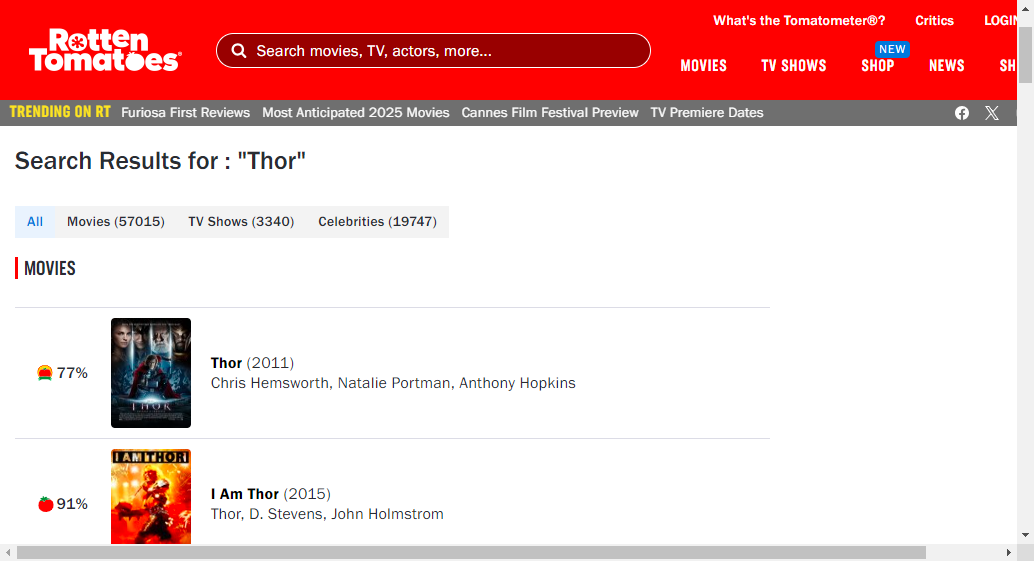 What's the Tomatometer®? Critics LOGIN
Rotten
Tomatoes®
Search movies, TV, actors, more...
NEW
MOVIES TV SHOWS SHOP NEWS SH
TRENDING ON RT Furiosa First Reviews Most Anticipated 2025 Movies Cannes Film Festival Preview TV Premiere Dates
Search Results for : "Thor"
All Movies (57015) TV Shows (3340) Celebrities (19747)
MOVIES
77%
THOR
Thor (2011)
Chris Hemsworth, Natalie Portman, Anthony Hopkins
I AM THOR
91%
I Am Thor (2015)
Thor, D. Stevens, John Holmstrom